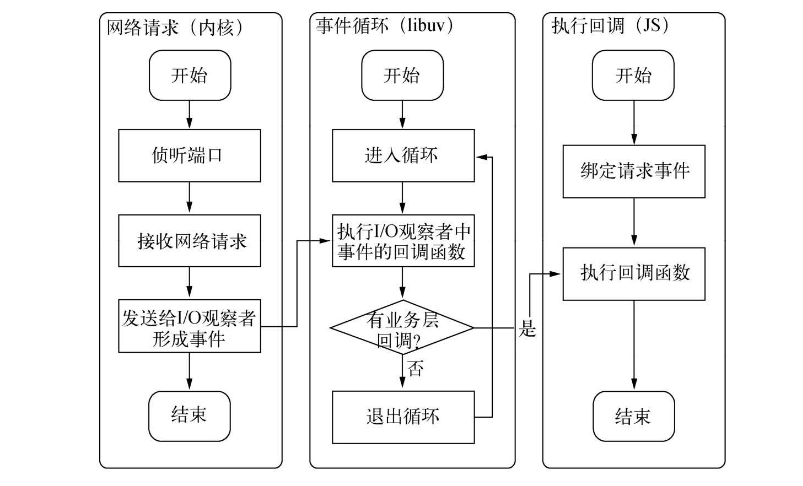 网络请求（内核）
开始
侦听端口
接收网络请求
发送给I/O观察者
形成事件
结束
事件循环（libuv）
开始
进入循环
执行I/O观察者中
事件的回调函数
有业务层
回调?
是
否
退出循环
执行回调（JS）
开始
绑定请求事件
执行回调函数
结束